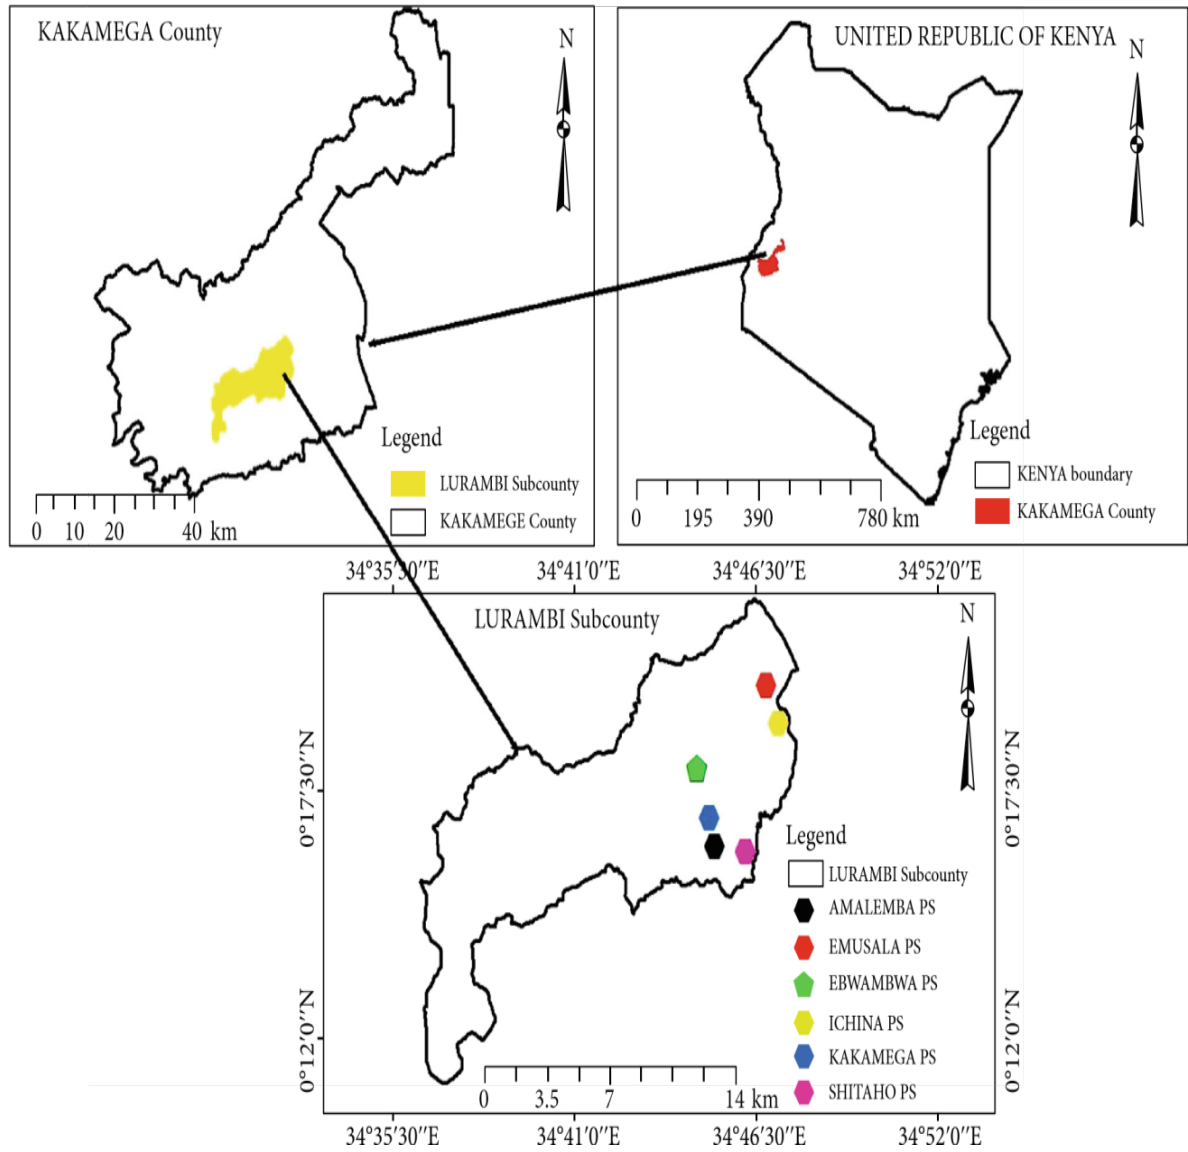 KAKAMEGA County
N
Legend
LURAMBI Subcounty
KAKAMEGE County
0 10 20 40 km
UNITED REPUBLIC OF KENYA
N
Legend
KENYA boundary
KAKAMEGA County
0 195 390 780 km
34°35′30″E 34°41′0″E 34°46′30″E 34°52′0″E
LURAMBI Subcounty
N
0°17′30″N
0°17′30″N
Legend
LURAMBI Subcounty
AMALEMBA PS
EMUSALA PS
EBWAMBWA PS
ICHINA PS
KAKAMEGA PS
SHITAHO PS
0°12′0″N
0°12′0″N
0 3.5 7 14 km
34°35′30″E 34°41′0″E 34°46′30″E 34°52′0″E